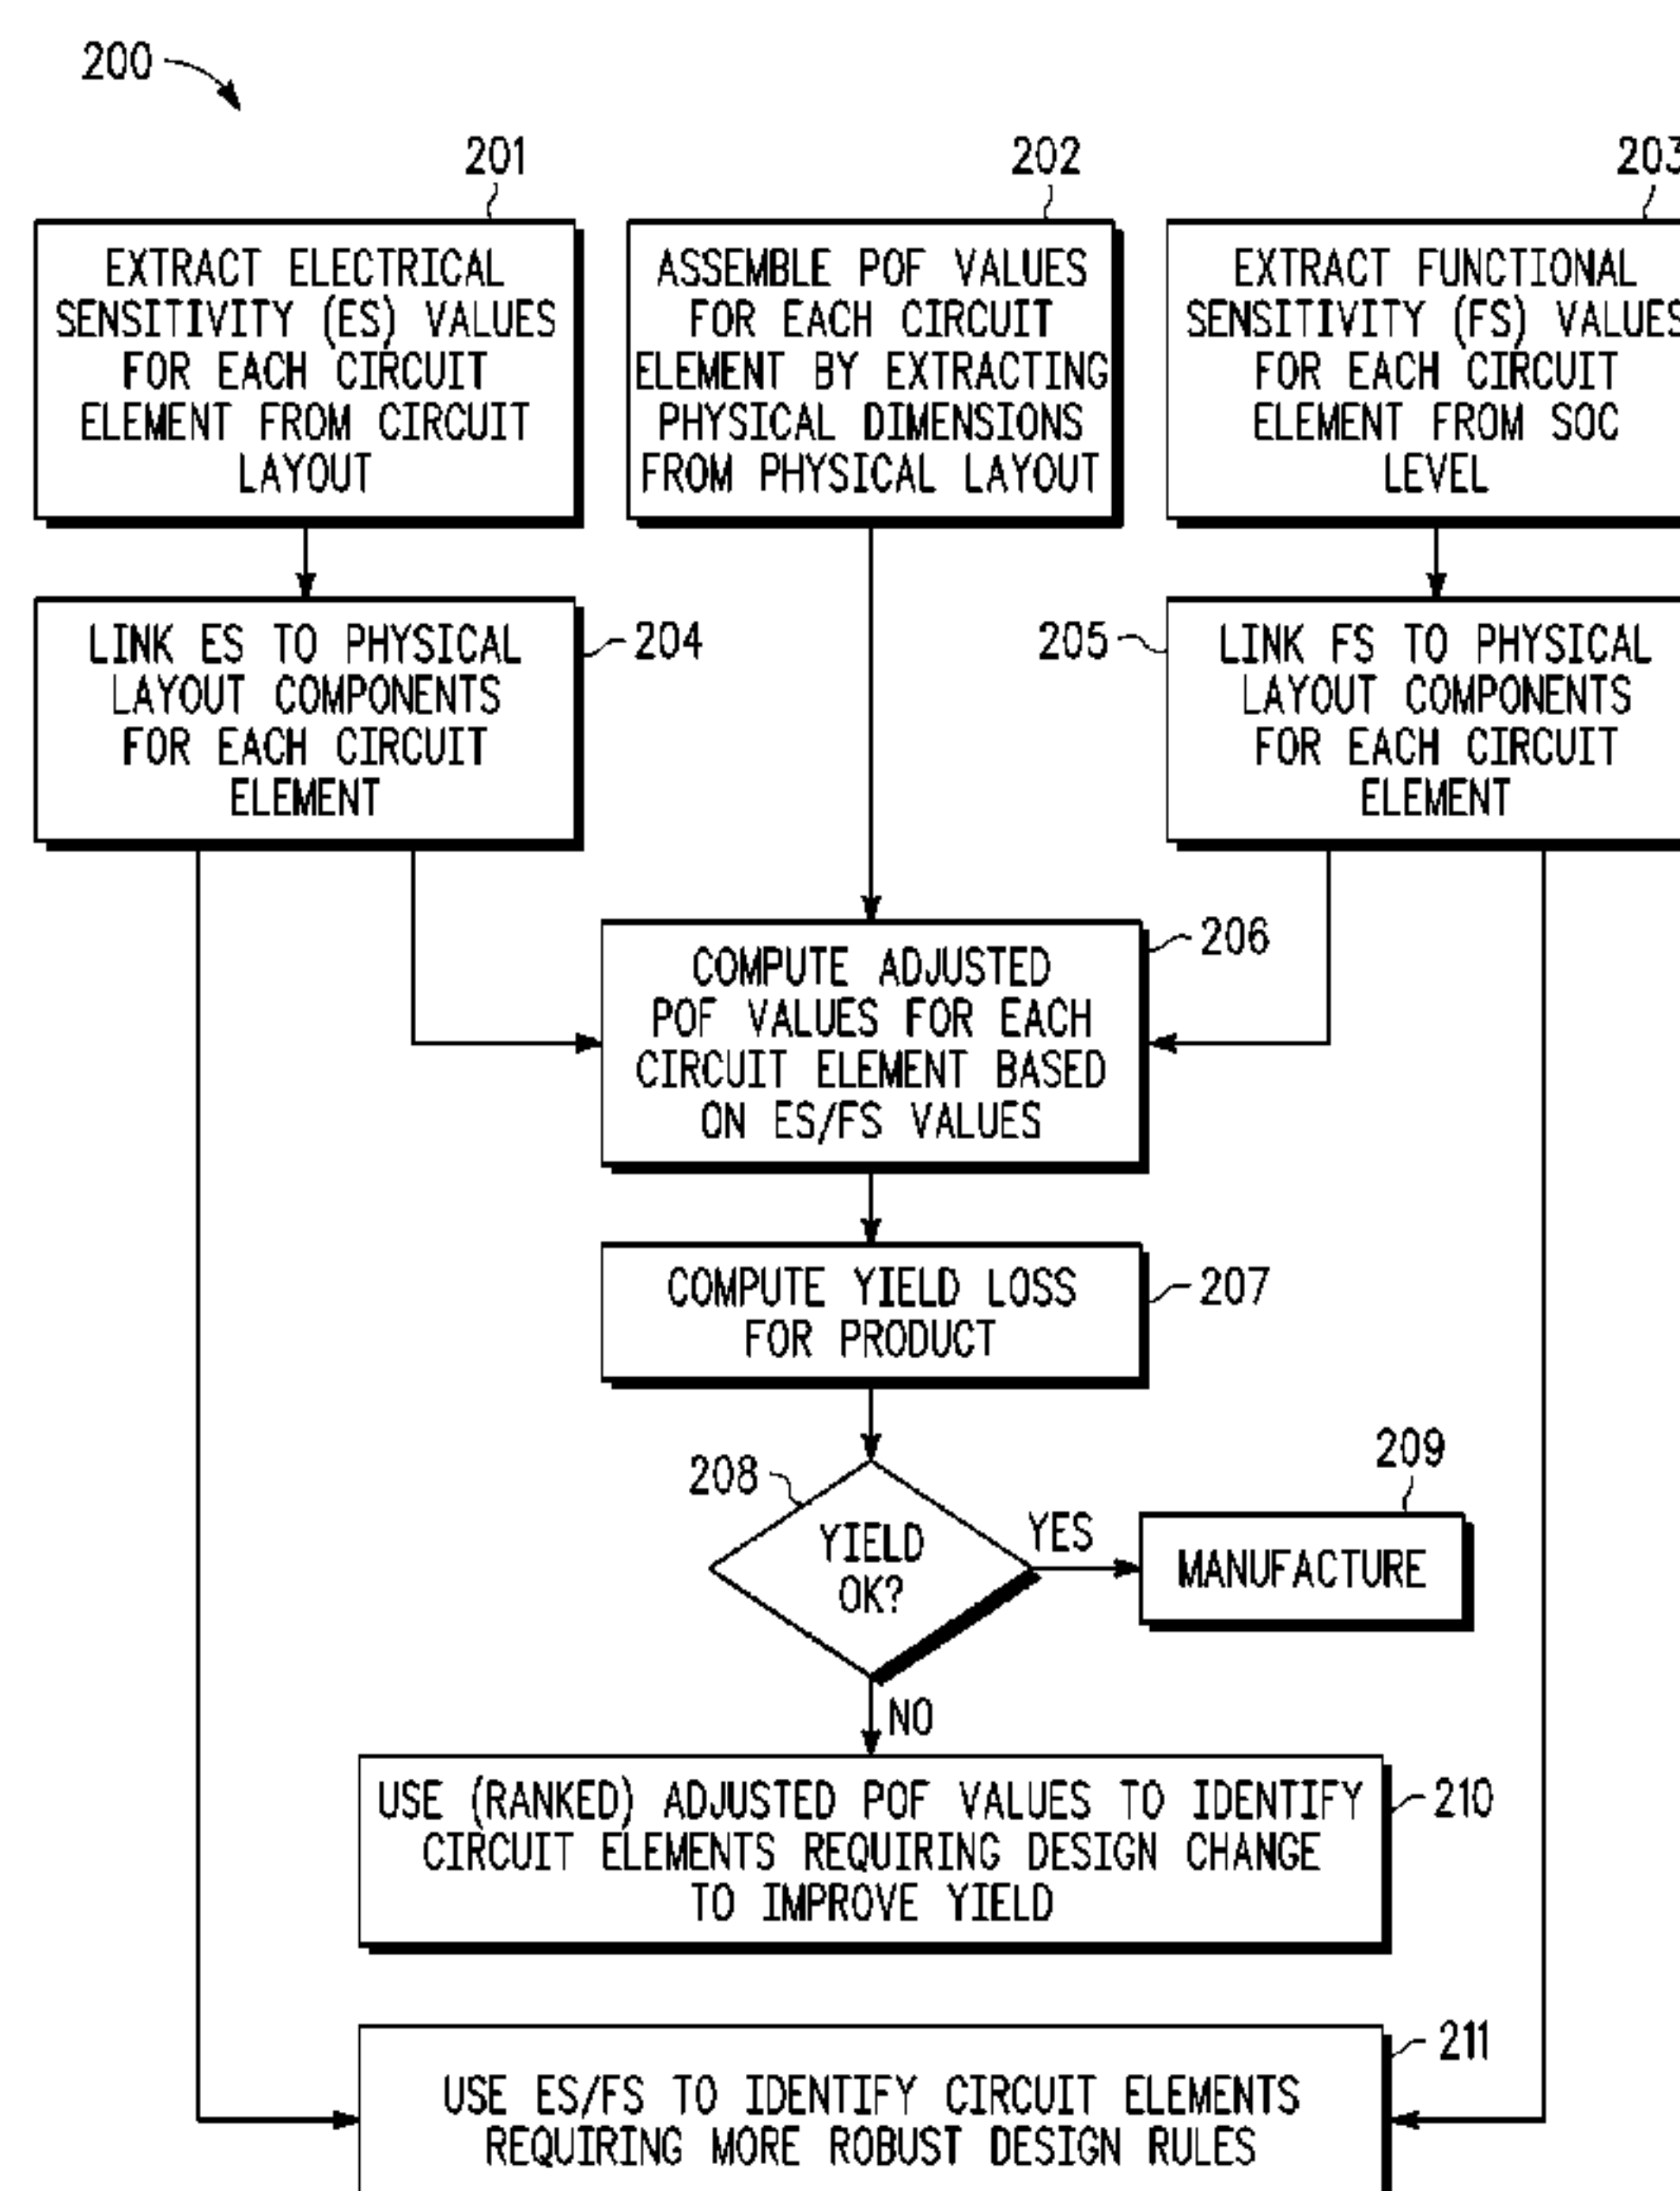 200
201
EXTRACT ELECTRICAL
SENSITIVITY (ES) VALUES
FOR EACH CIRCUIT
ELEMENT FROM CIRCUIT
LAYOUT
202
ASSEMBLE POF VALUES
FOR EACH CIRCUIT
ELEMENT BY EXTRACTING
PHYSICAL DIMENSIONS
FROM PHYSICAL LAYOUT
203
EXTRACT FUNCTIONAL
SENSITIVITY (FS) VALUES
FOR EACH CIRCUIT
ELEMENT FROM SOC
LEVEL
LINK ES TO PHYSICAL
LAYOUT COMPONENTS
FOR EACH CIRCUIT
ELEMENT
204
205
LINK FS TO PHYSICAL
LAYOUT COMPONENTS
FOR EACH CIRCUIT
ELEMENT
COMPUTE ADJUSTED
POF VALUES FOR EACH
CIRCUIT ELEMENT BASED
ON ES/FS VALUES
206
COMPUTE YIELD LOSS
FOR PRODUCT
207
208
YIELD
OK?
YES
209
MANUFACTURE
NO
USE (RANKED) ADJUSTED POF VALUES TO IDENTIFY
CIRCUIT ELEMENTS REQUIRING DESIGN CHANGE
TO IMPROVE YIELD
210
211
USE ES/FS TO IDENTIFY CIRCUIT ELEMENTS
REQUIRING MORE ROBUST DESIGN RULES